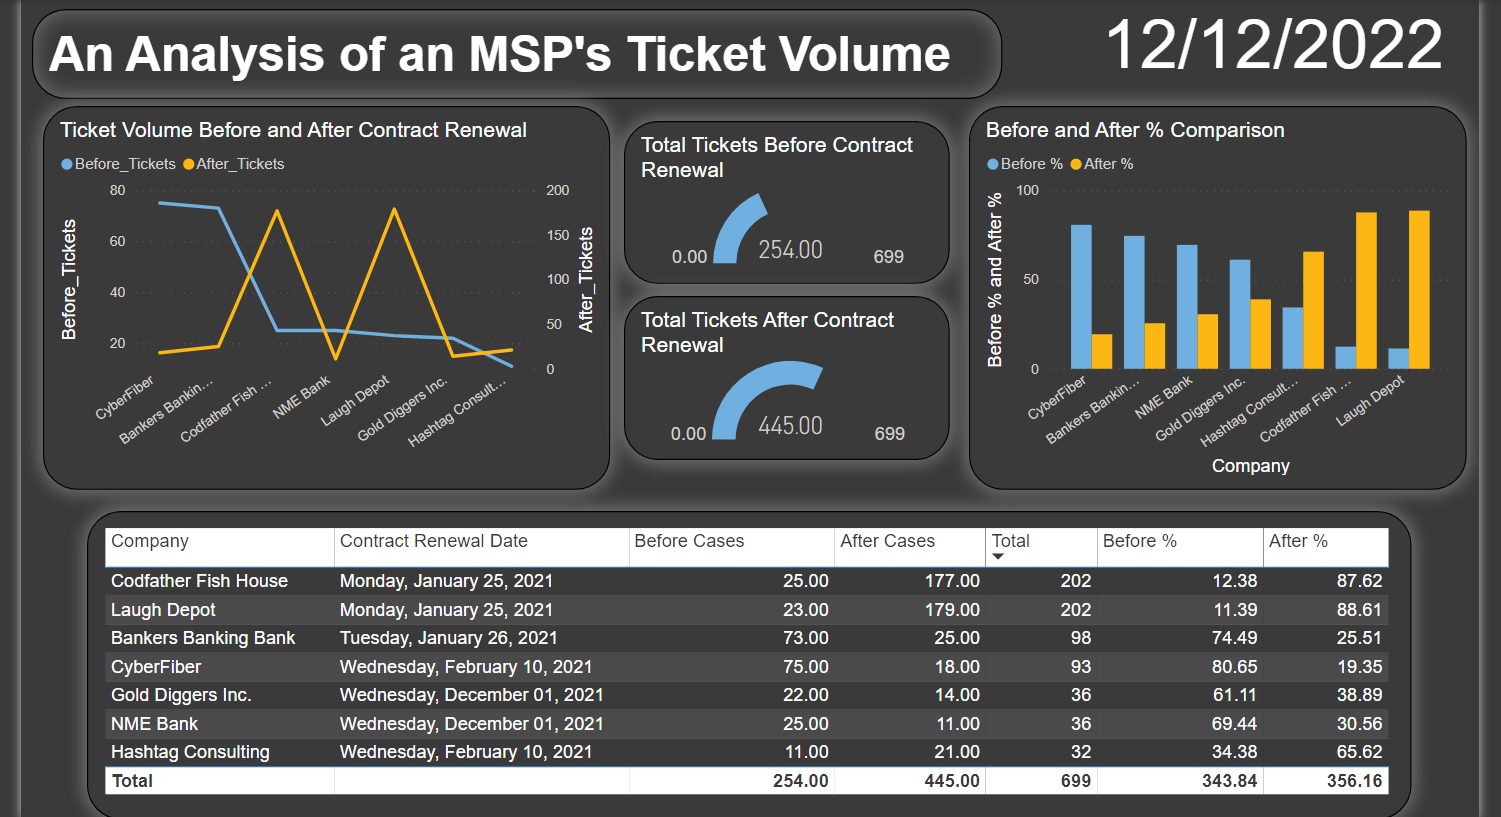 An Analysis of an MSP's Ticket Volume
12/12/2022
Ticket Volume Before and After Contract Renewal
Before_Tickets After_Tickets
80
60
40
20
Before_Tickets
200
150
100
50
0
After_Tickets
CyberFiber
Bankers Bankin...
Codfather Fish ...
NME Bank
Laugh Depot
Gold Diggers Inc.
Hashtag Consult...
Total Tickets Before Contract
Renewal
0.00 254.00 699
Total Tickets After Contract
Renewal
0.00 445.00 699
Before and After % Comparison
Before % After %
100
50
0
Before % and After %
CyberFiber
Bankers Bankin...
NME Bank
Gold Diggers Inc.
Hashtag Consult...
Codfather Fish ...
Laugh Depot
Company
Company Contract Renewal Date Before Cases After Cases Total Before % After %
Codfather Fish House Monday, January 25, 2021 25.00 177.00 202 12.38 87.62
Laugh Depot Monday, January 25, 2021 23.00 179.00 202 11.39 88.61
Bankers Banking Bank Tuesday, January 26, 2021 73.00 25.00 98 74.49 25.51
CyberFiber Wednesday, February 10, 2021 75.00 18.00 93 80.65 19.35
Gold Diggers Inc. Wednesday, December 01, 2021 22.00 14.00 36 61.11 38.89
NME Bank Wednesday, December 01, 2021 25.00 11.00 36 69.44 30.56
Hashtag Consulting Wednesday, February 10, 2021 11.00 21.00 32 34.38 65.62
Total 254.00 445.00 699 343.84 356.16